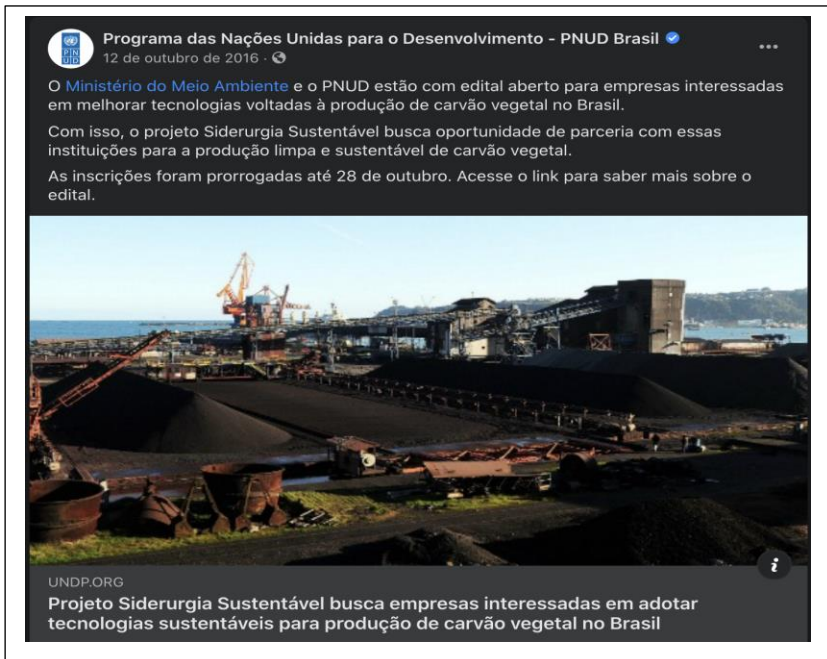 Programa das Nações Unidas para o Desenvolvimento - PNUD Brasil
12 de outubro de 2016 ·
O Ministério do Meio Ambiente e o PNUD estão com edital aberto para empresas interessadas
em melhorar tecnologias voltadas à produção de carvão vegetal no Brasil.
Com isso, o projeto Siderurgia Sustentável busca oportunidade de parceria com essas
instituições para a produção limpa e sustentável de carvão vegetal.
As inscrições foram prorrogadas até 28 de outubro. Acesse o link para saber mais sobre o
edital.
UNDP.ORG
Projeto Siderurgia Sustentável busca empresas interessadas em adotar
tecnologias sustentáveis para produção de carvão vegetal no Brasil